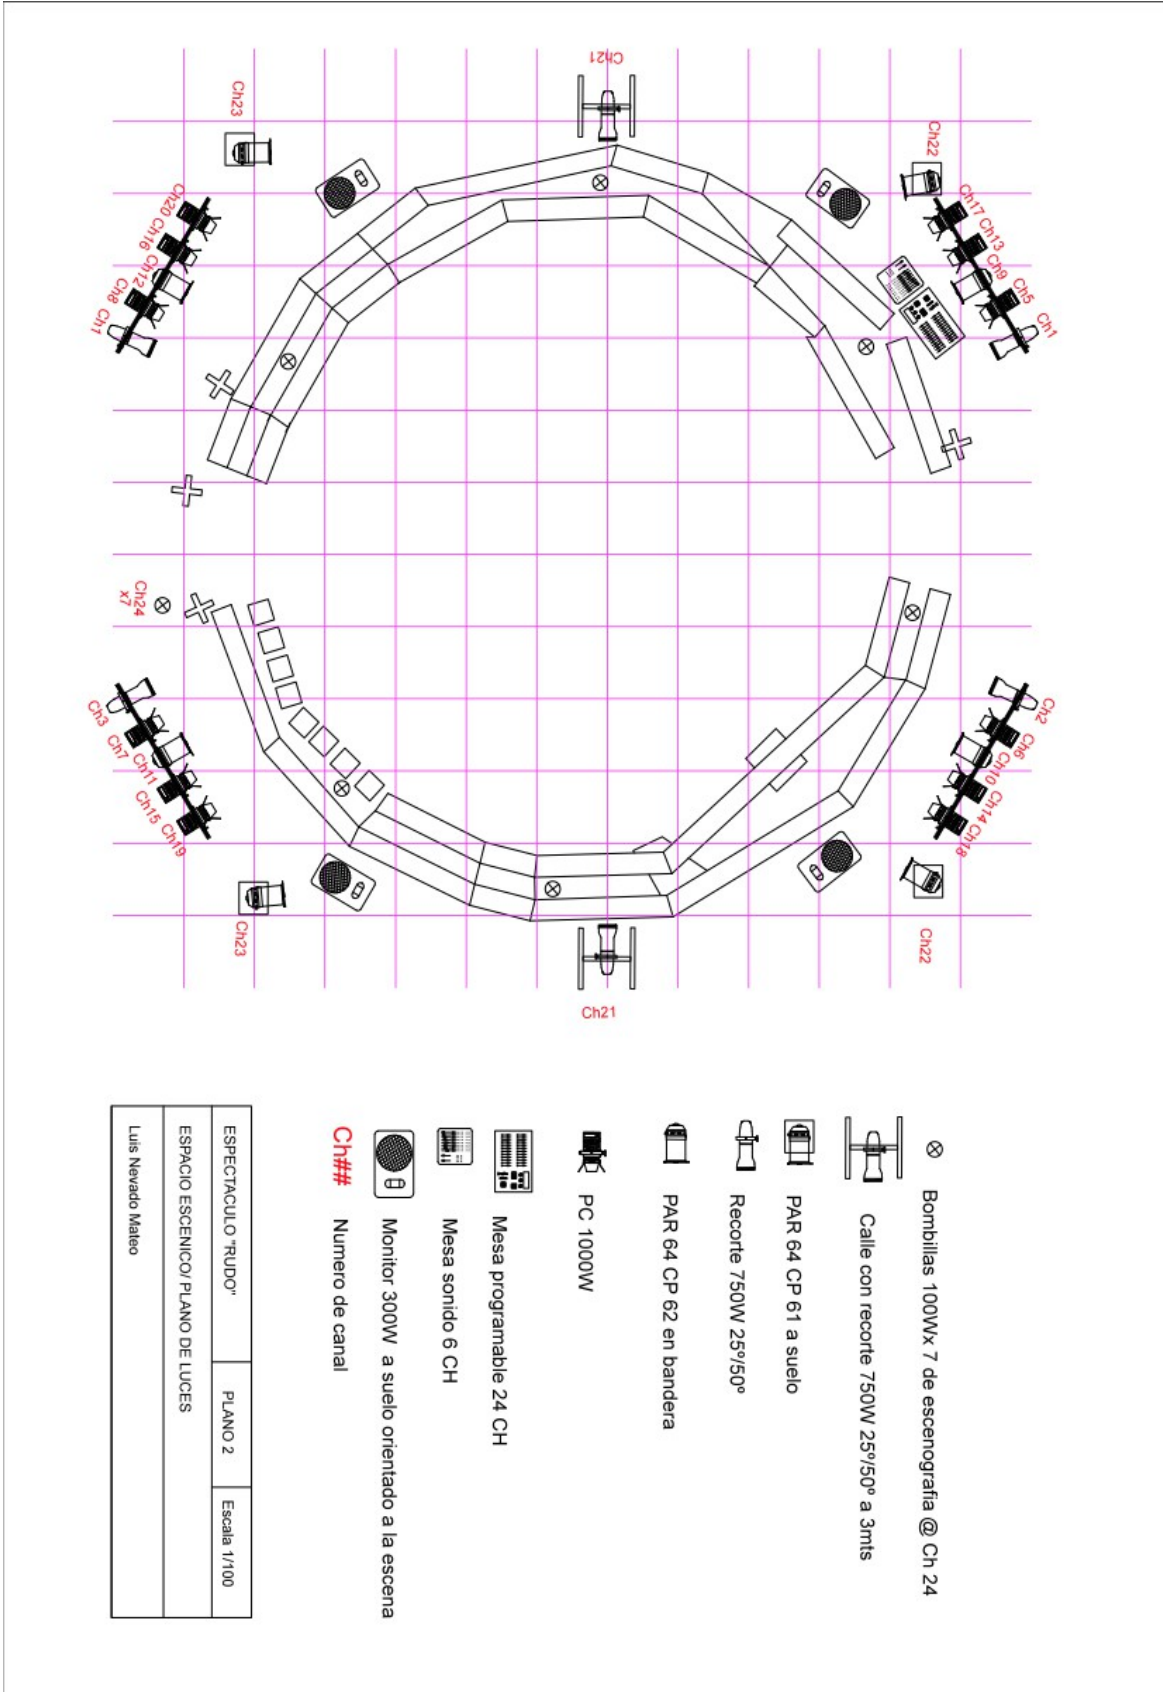 Ch1
Ch5
Ch9
Ch13
Ch17
Ch22
Ch2
Ch6
Ch10
Ch14
Ch18
Ch22
Ch21
Ch21
Ch23
Ch20
Ch16
Ch12
Ch8
Ch1
Ch24
x7
Ch3
Ch7
Ch11
Ch15
Ch19
Ch23
Bombillas 100Wx 7 de escenografia @ Ch 24
Calle con recorte 750W 25º/50º a 3mts
PAR 64 CP 61 a suelo
Recorte 750W 25º/50º
PAR 64 CP 62 en bandera
PC 1000W
Mesa programable 24 CH
Mesa sonido 6 CH
Monitor 300W a suelo orientado a la escena
Ch## Numero de canal
ESPECTACULO "RUDO" PLANO 2 Escala 1/100
ESPACIO ESCENICO/ PLANO DE LUCES
Luis Nevado Mateo